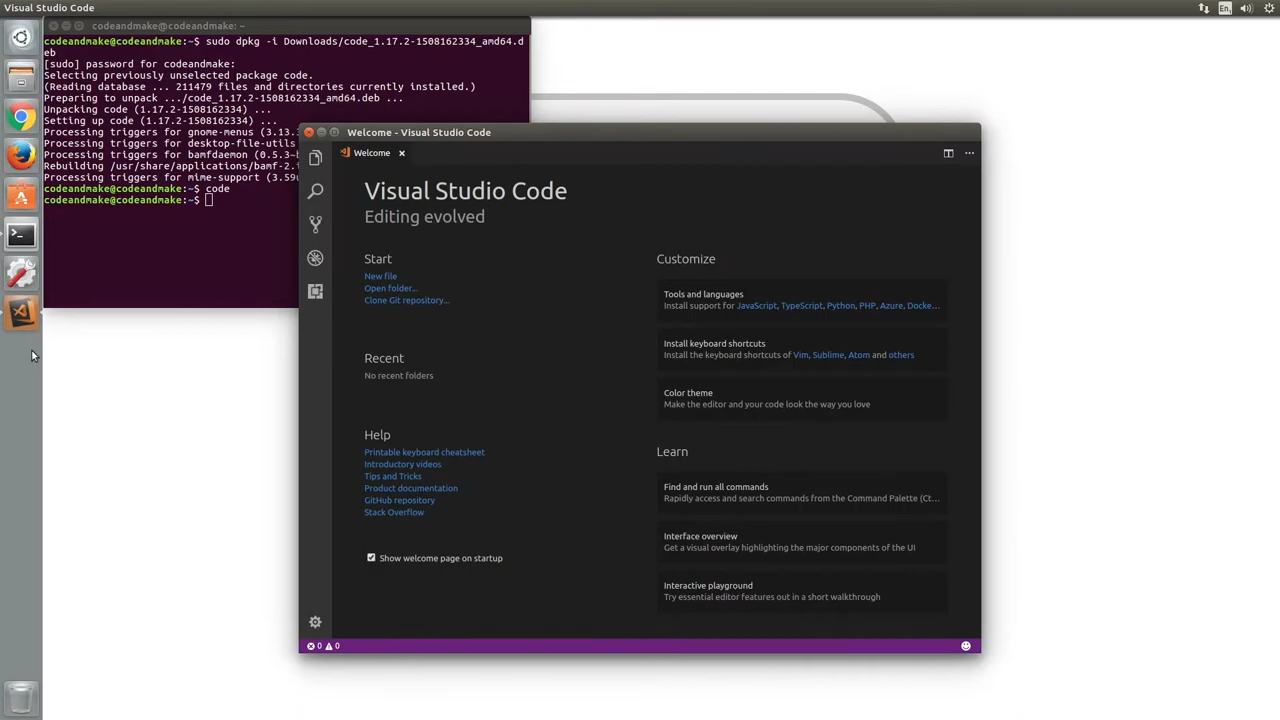 Visual Studio Code
En
codeandmake@codeandmake: ~
codeandmake@codeandmake:~$ sudo dpkg -i Downloads/code_1.17.2-1508162334_amd64.d
eb
[sudo] password for codeandmake:
Selecting previously unselected package code.
(Reading database ... 211479 files and directories currently installed.)
Preparing to unpack .../code_1.17.2-1508162334_amd64.deb ...
Unpacking code (1.17.2-1508162334) ...
Setting up code (1.17.2-1508162334) ...
Processing triggers for gnome-menus (3.13.
Processing triggers for desktop-file-utils
Processing triggers for bamfdaemon (0.5.3~
Rebuilding /usr/share/applications/bamf-2.
Processing triggers for mime-support (3.59
codeandmake@codeandmake:~$ code
codeandmake@codeandmake:~$
Welcome - Visual Studio Code
Welcome
Visual Studio Code
Editing evolved
Start
New file
Open folder...
Clone Git repository...
Recent
No recent folders
Help
Printable keyboard cheatsheet
Introductory videos
Tips and Tricks
Product documentation
GitHub repository
Stack Overflow
Show welcome page on startup
Customize
Tools and languages
Install support for JavaScript, TypeScript, Python, PHP, Azure, Docke...
Install keyboard shortcuts
Install the keyboard shortcuts of Vim, Sublime, Atom and others
Color theme
Make the editor and your code look the way you love
Learn
Find and run all commands
Rapidly access and search commands from the Command Palette (Ct...
Interface overview
Get a visual overlay highlighting the major components of the UI
Interactive playground
Try essential editor features out in a short walkthrough
0 0